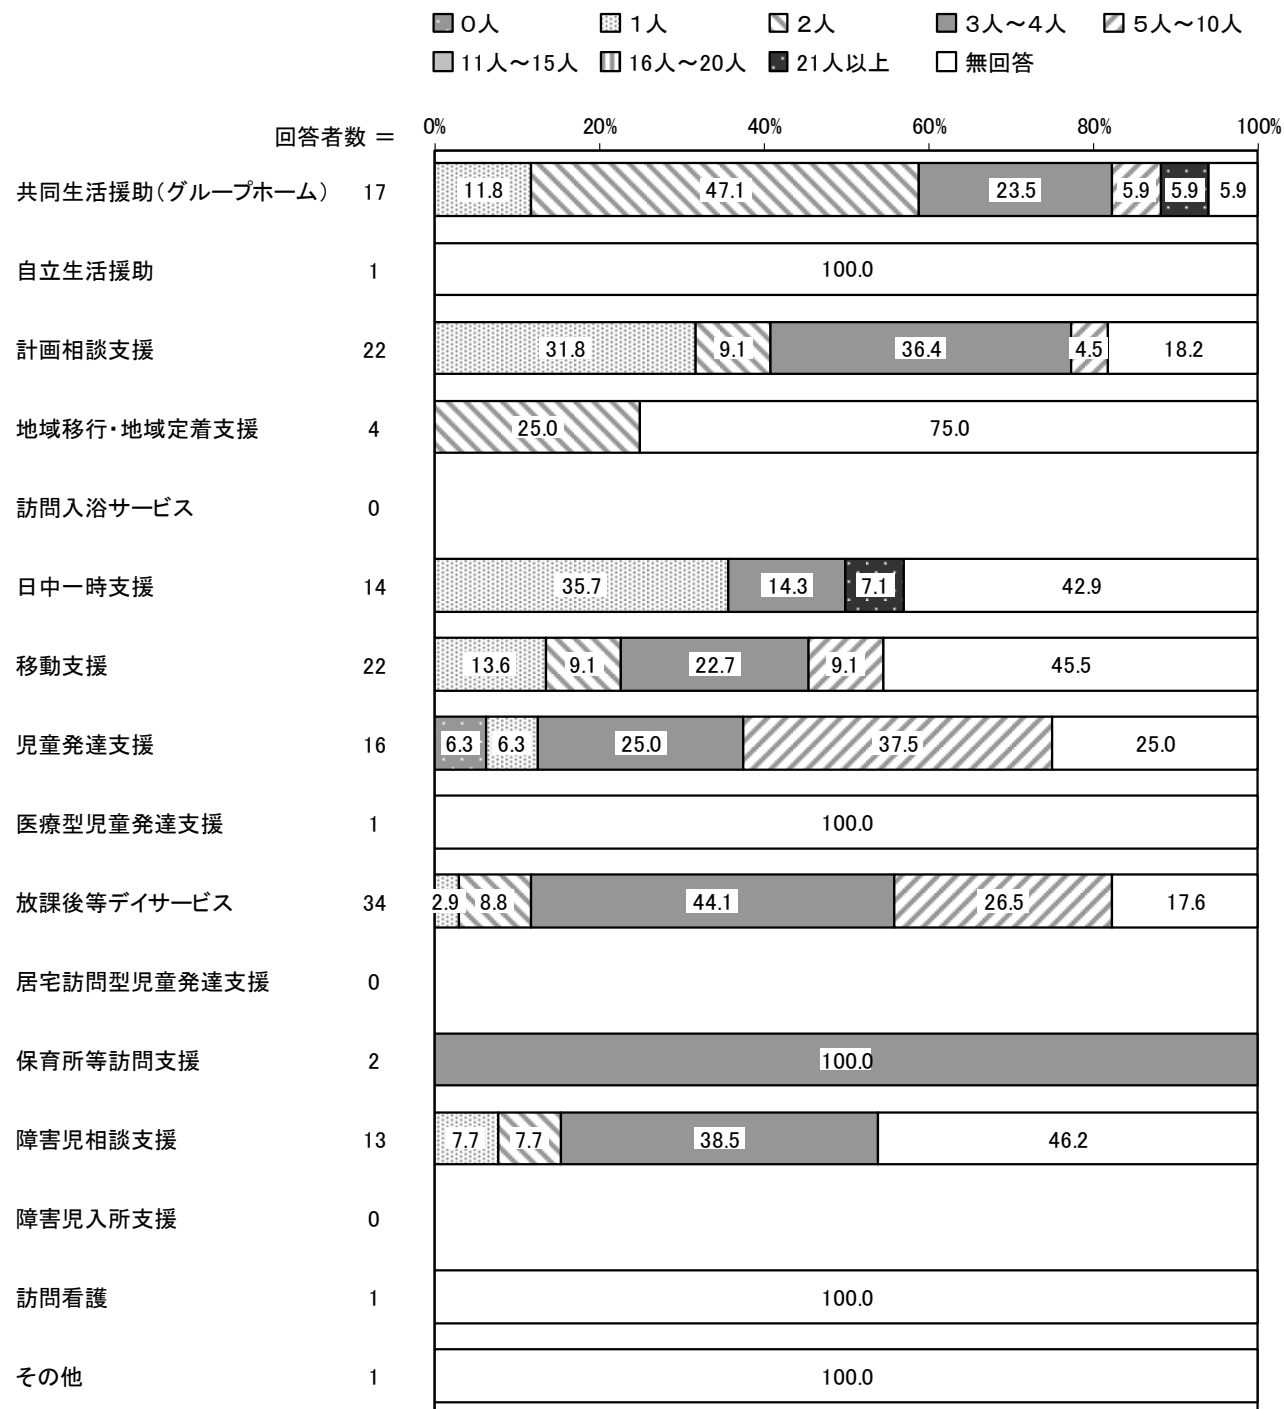 ０人 １人 ２人 ３人～４人 ５人～10人
11人～15人 16人～20人 21人以上 無回答
回答者数 ＝ 0% 20% 40% 60% 80% 100%
共同生活援助（グループホーム） 17 11.8 47.1 23.5 5.9 5.9 5.9
自立生活援助 1 100.0
計画相談支援 22 31.8 9.1 36.4 4.5 18.2
地域移行・地域定着支援 4 25.0 75.0
訪問入浴サービス 0
日中一時支援 14 35.7 14.3 7.1 42.9
移動支援 22 13.6 9.1 22.7 9.1 45.5
児童発達支援 16 6.3 6.3 25.0 37.5 25.0
医療型児童発達支援 1 100.0
放課後等デイサービス 34 2.9 8.8 44.1 26.5 17.6
居宅訪問型児童発達支援 0
保育所等訪問支援 2 100.0
障害児相談支援 13 7.7 7.7 38.5 46.2
障害児入所支援 0
訪問看護 1 100.0
その他 1 100.0